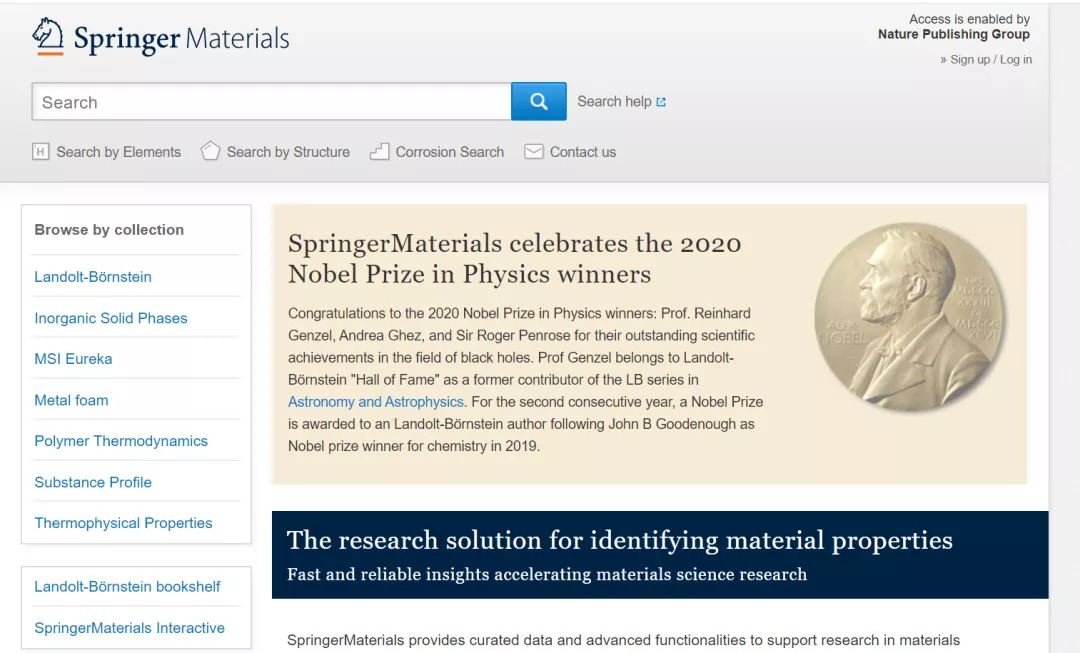 Springer Materials
Access is enabled by
Nature Publishing Group
» Sign up / Log in
Search
Search help
H Search by Elements Search by Structure Corrosion Search Contact us
Browse by collection
Landolt-Börnstein
Inorganic Solid Phases
MSI Eureka
Metal foam
Polymer Thermodynamics
Substance Profile
Thermophysical Properties
Landolt-Börnstein bookshelf
SpringerMaterials Interactive
SpringerMaterials celebrates the 2020
Nobel Prize in Physics winners
Congratulations to the 2020 Nobel Prize in Physics winners: Prof. Reinhard
Genzel, Andrea Ghez, and Sir Roger Penrose for their outstanding scientific
achievements in the field of black holes. Prof Genzel belongs to Landolt-
Börnstein "Hall of Fame" as a former contributor of the LB series in
Astronomy and Astrophysics. For the second consecutive year, a Nobel Prize
is awarded to an Landolt-Börnstein author following John B Goodenough as
Nobel prize winner for chemistry in 2019.
ALFR
NOBEL
NAT
MDCCC
XXXIII
The research solution for identifying material properties
Fast and reliable insights accelerating materials science research
SpringerMaterials provides curated data and advanced functionalities to support research in materials